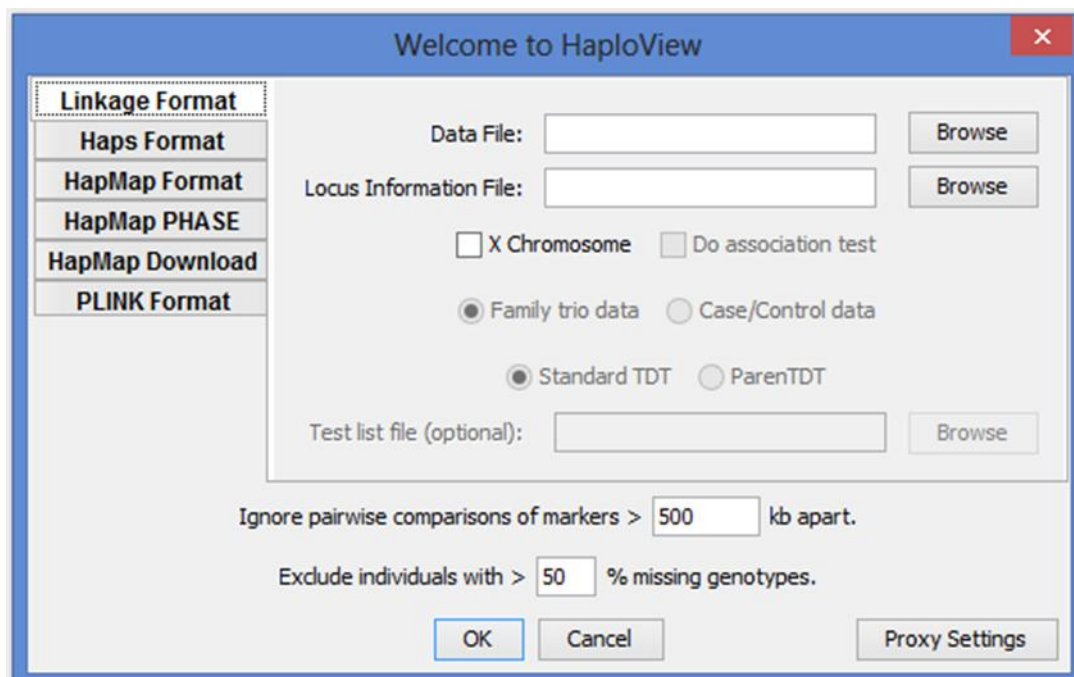 Welcome to HaploView
Linkage Format
Haps Format
HapMap Format
HapMap PHASE
HapMap Download
PLINK Format
Data File: Browse
Locus Information File: Browse
X Chromosome Do association test
Family trio data Case/Control data
Standard TDT ParenTDT
Test list file (optional): Browse
Ignore pairwise comparisons of markers > 500 kb apart.
Exclude individuals with > 50 % missing genotypes.
OK Cancel Proxy Settings